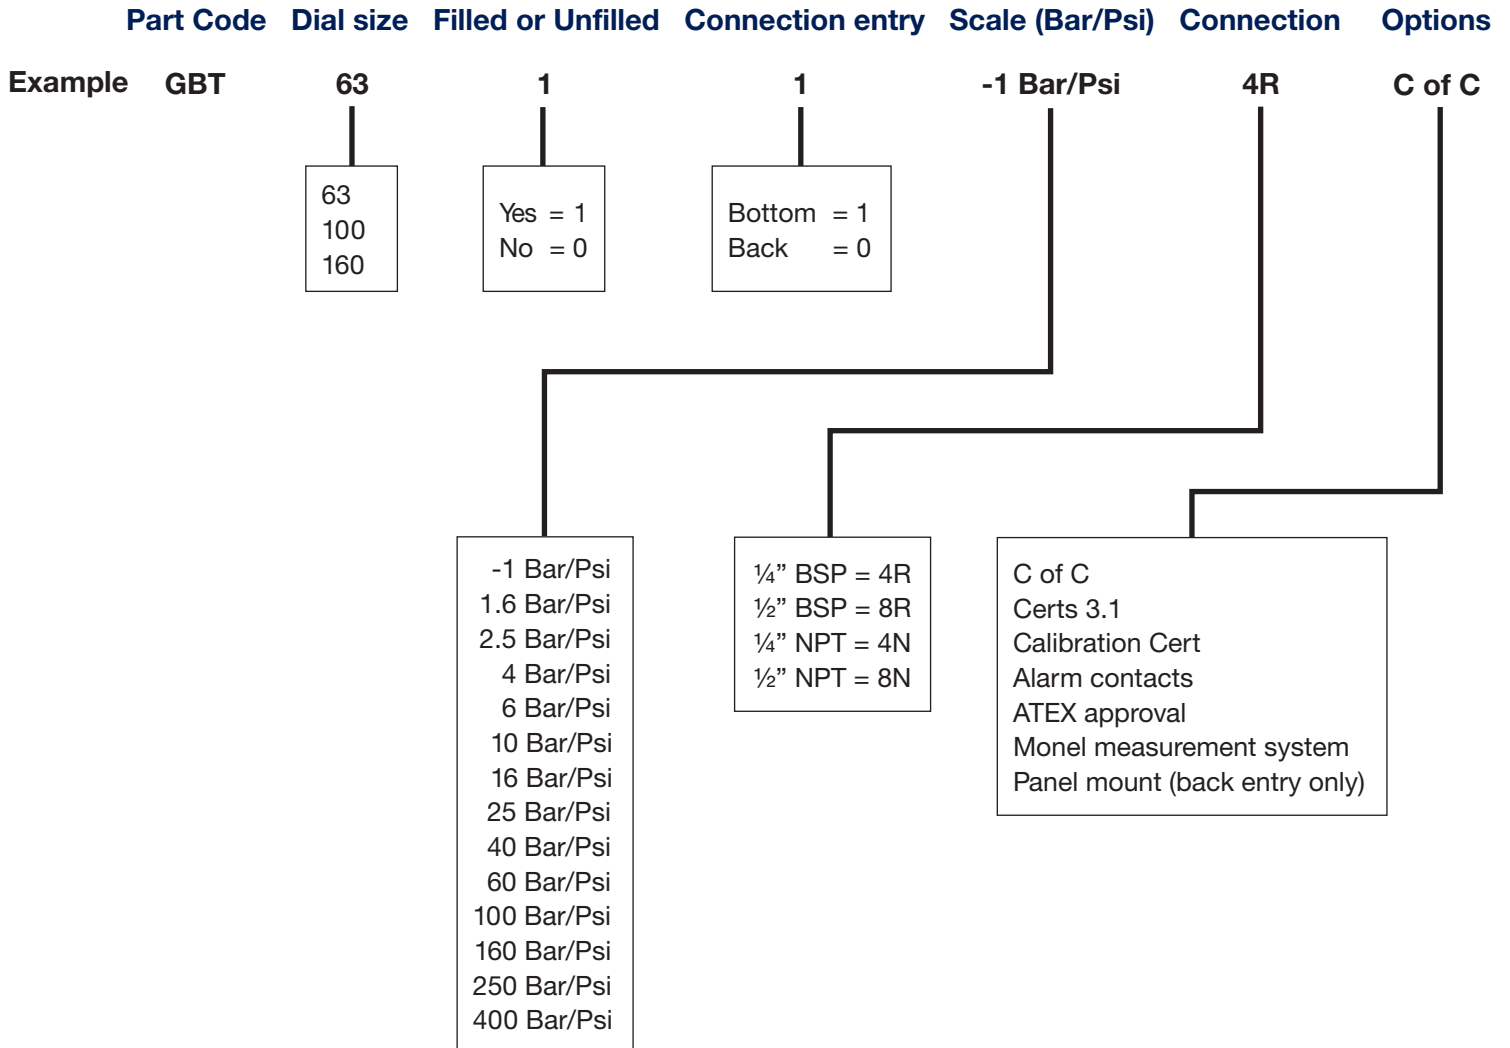 Part Code Dial size Filled or Unfilled Connection entry Scale (Bar/Psi) Connection Options
Example GBT 63 1 1 -1 Bar/Psi 4R C of C
63
100
160
Yes = 1
No = 0
Bottom = 1
Back = 0
-1 Bar/Psi
1.6 Bar/Psi
2.5 Bar/Psi
4 Bar/Psi
6 Bar/Psi
10 Bar/Psi
16 Bar/Psi
25 Bar/Psi
40 Bar/Psi
60 Bar/Psi
100 Bar/Psi
160 Bar/Psi
250 Bar/Psi
400 Bar/Psi
¼” BSP = 4R
½” BSP = 8R
¼” NPT = 4N
½” NPT = 8N
C of C
Certs 3.1
Calibration Cert
Alarm contacts
ATEX approval
Monel measurement system
Panel mount (back entry only)